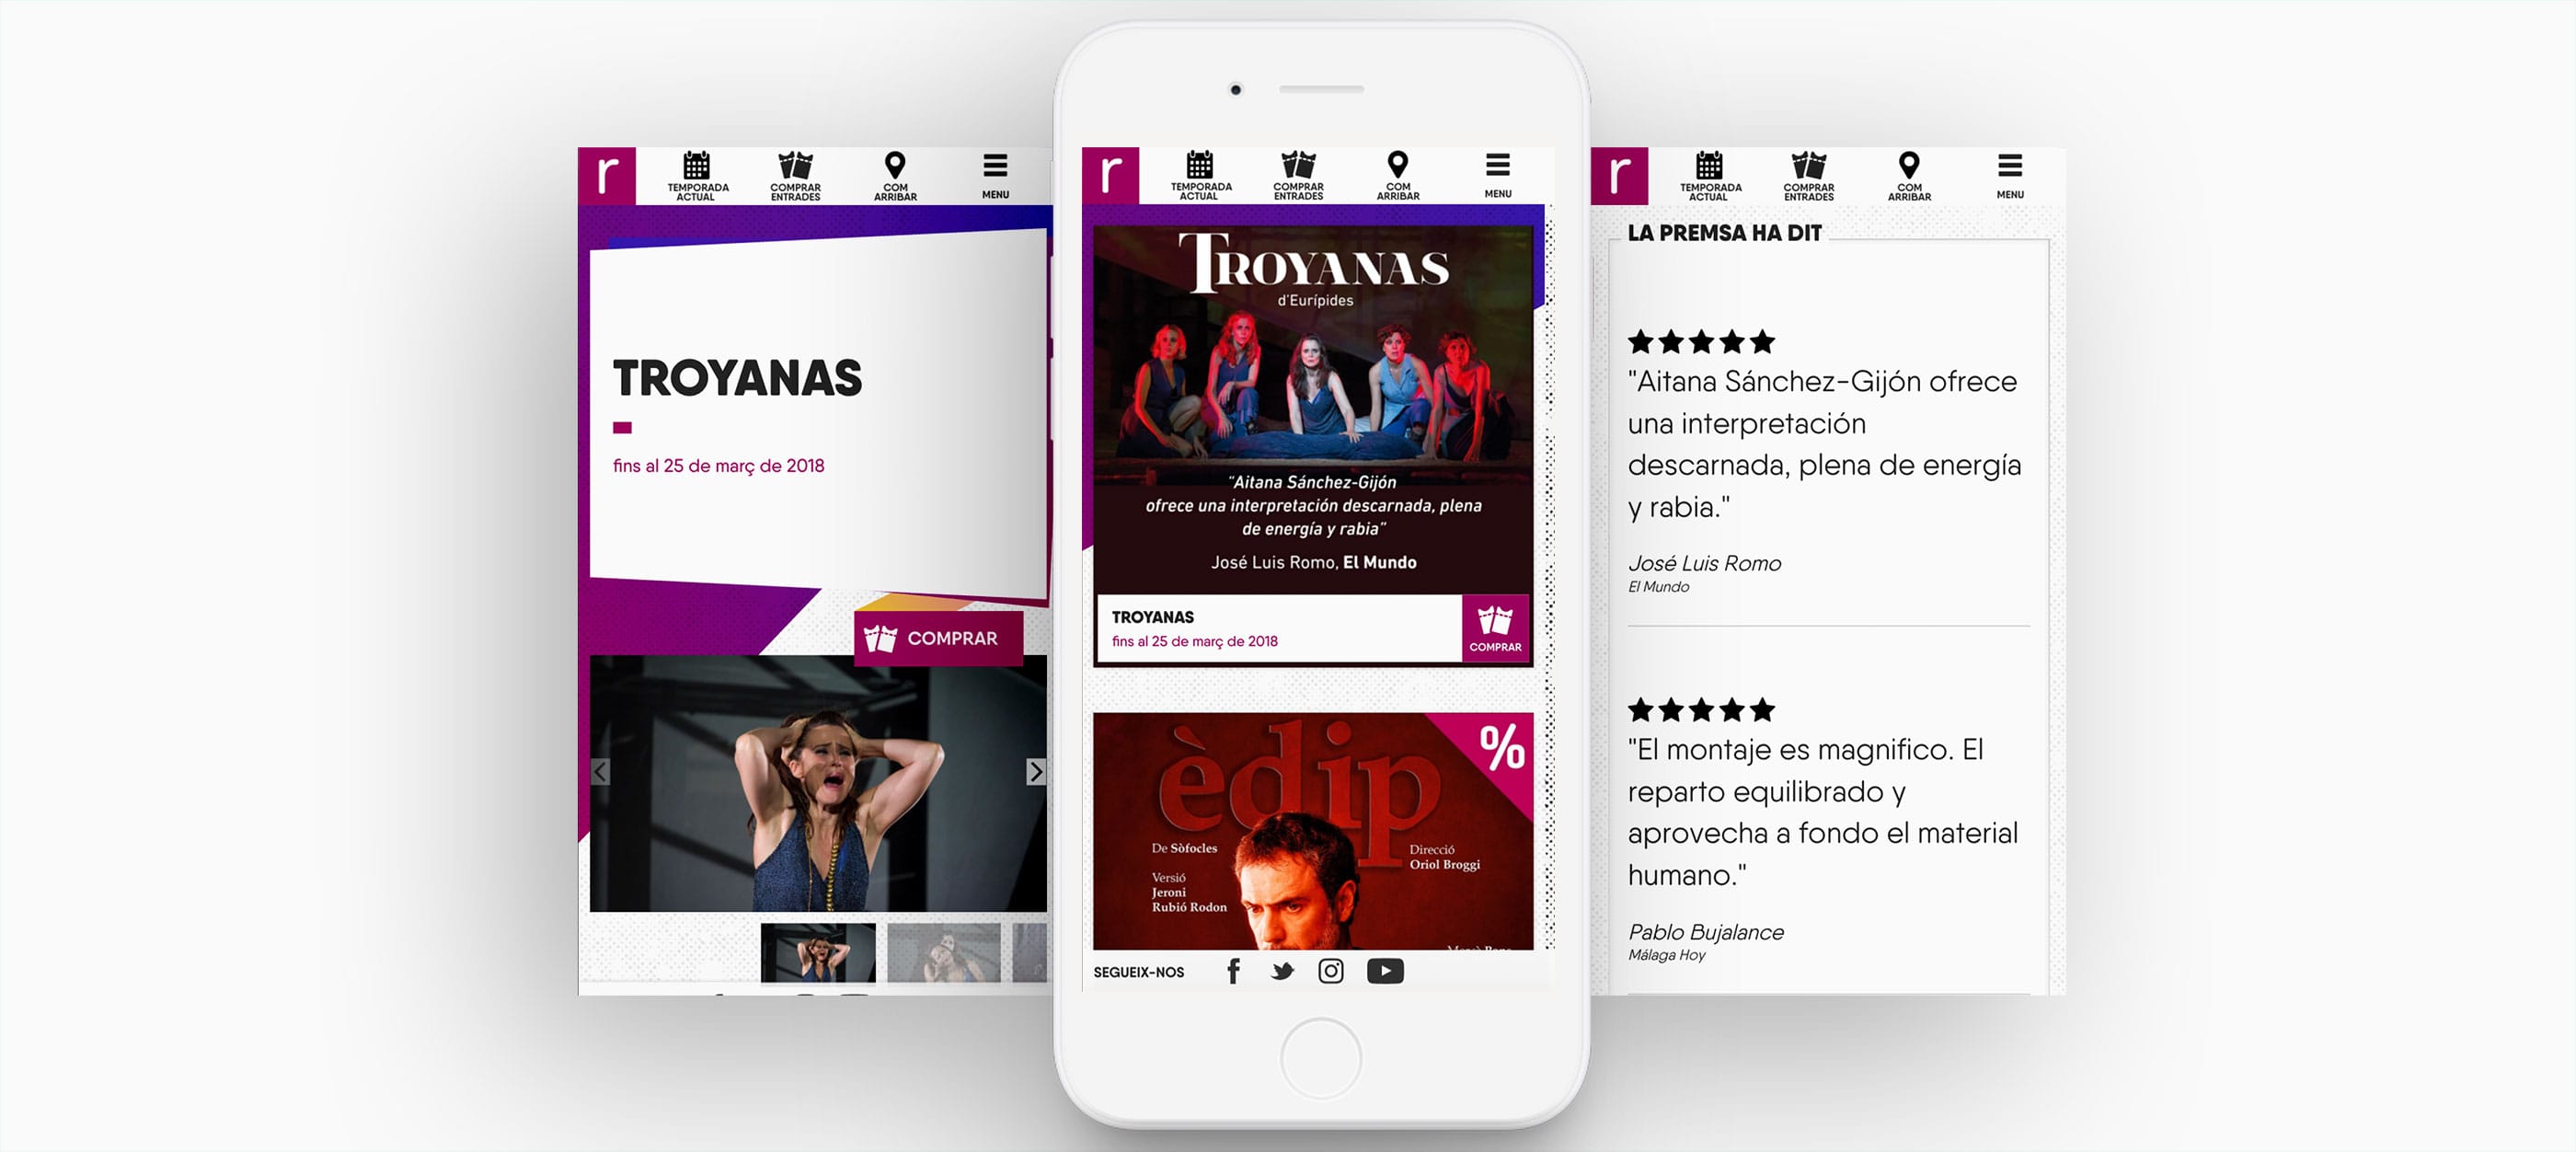 r
TEMPORADA
ACTUAL
COMPRAR
ENTRADES
COM
ARRIBAR
MENU
TROYANAS
fins al 25 de març de 2018
COMPRAR
r
TEMPORADA
ACTUAL
COMPRAR
ENTRADES
COM
ARRIBAR
MENU
TROYANAS
d'Eurípides
"Aitana Sánchez-Gijón
ofrece una interpretación descarnada, plena
de energía y rabia"
José Luis Romo, El Mundo
TROYANAS
fins al 25 de març de 2018
COMPRAR
%
èdip
De Sòfocles
Versió
Jeroni
Rubió Rodon
Direcció
Oriol Broggi
SEGUEIX-NOS
r
TEMPORADA
ACTUAL
COMPRAR
ENTRADES
COM
ARRIBAR
MENU
LA PREMSA HA DIT
"Aitana Sánchez-Gijón ofrece
una interpretación
descarnada, plena de energía
y rabia."
José Luis Romo
El Mundo
"El montaje es magnifico. El
reparto equilibrado y
aprovecha a fondo el material
humano."
Pablo Bujalance
Málaga Hoy